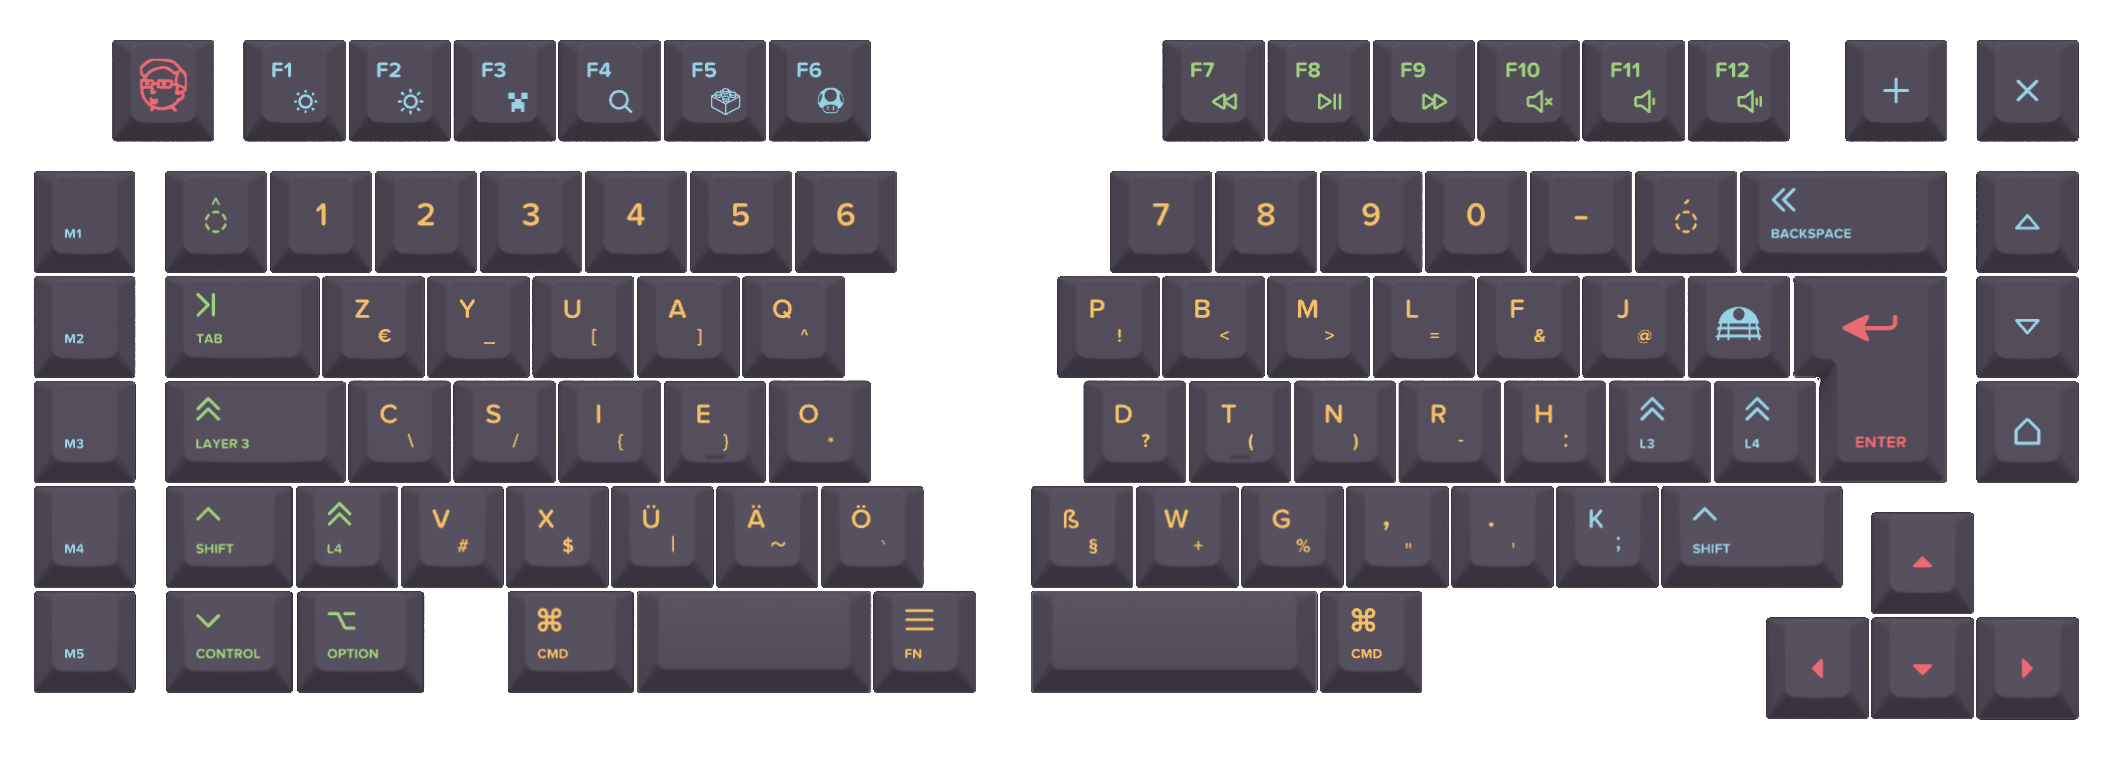 F1 F2 F3 F4 F5 F6 F7 F8 F9 F10 F11 F12 + ×
M1 ^ 1 2 3 4 5 6 7 8 9 0 - ´ BACKSPACE
M2 TAB Z € Y _ U [ A ] Q ^ P ! B < M > L = F & J @
M3 LAYER 3 C \ S / I { E } O * D ? T ( N ) R - H : L3 L4 ENTER
M4 SHIFT L4 V # X $ Ü | Ä ~ Ö ` ß § W + G % , " . ' K ; SHIFT
M5 CONTROL OPTION ⌘ CMD FN ⌘ CMD